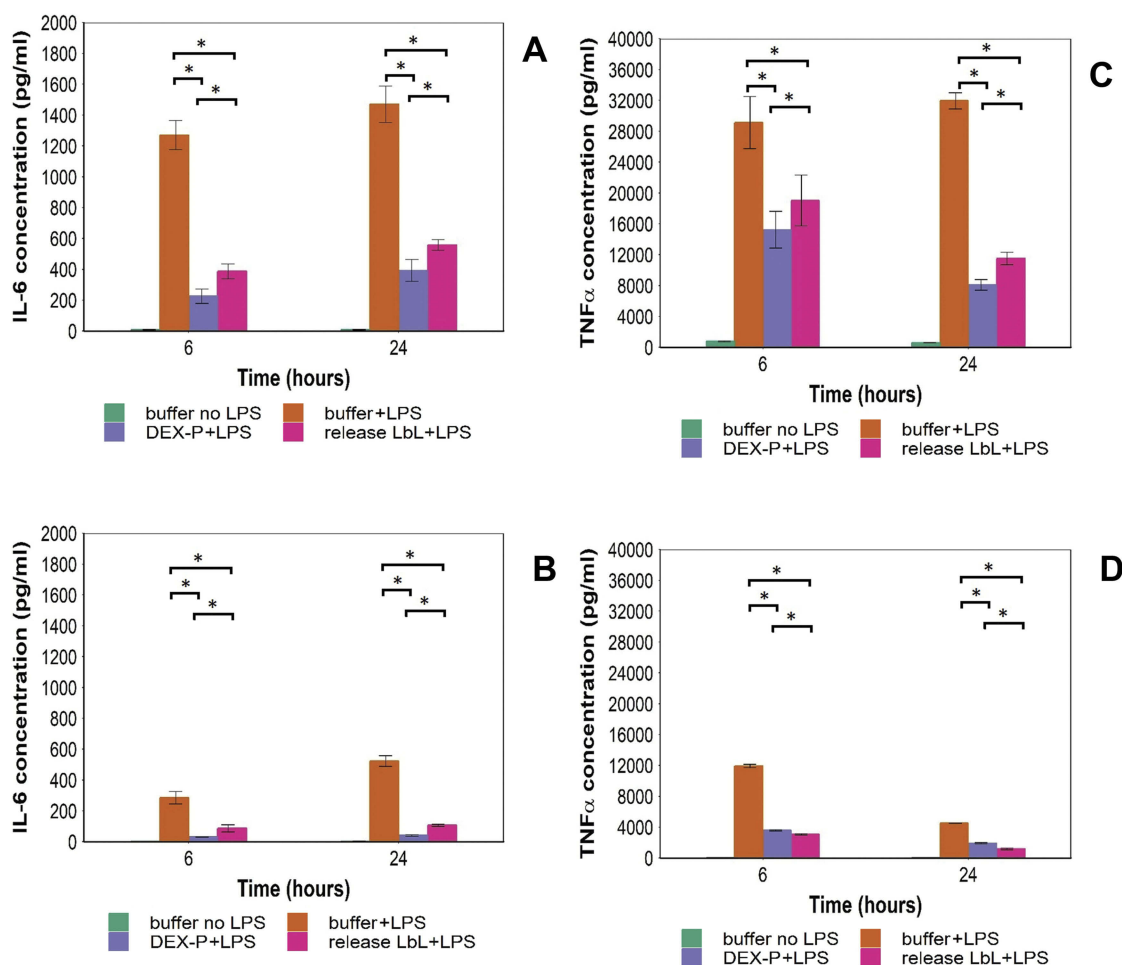 A
IL-6 concentration (pg/ml)
2000
1800
1600
1400
1200
1000
800
600
400
200
0
* * *
* * *
6 24
Time (hours)
buffer no LPS buffer+LPS
DEX-P+LPS release LbL+LPS
C
TNFα concentration (pg/ml)
40000
36000
32000
28000
24000
20000
16000
12000
8000
4000
0
* * *
* * *
6 24
Time (hours)
buffer no LPS buffer+LPS
DEX-P+LPS release LbL+LPS
B
IL-6 concentration (pg/ml)
2000
1800
1600
1400
1200
1000
800
600
400
200
0
* * *
* * *
6 24
Time (hours)
buffer no LPS buffer+LPS
DEX-P+LPS release LbL+LPS
D
TNFα concentration (pg/ml)
40000
36000
32000
28000
24000
20000
16000
12000
8000
4000
0
* * *
* * *
6 24
Time (hours)
buffer no LPS buffer+LPS
DEX-P+LPS release LbL+LPS